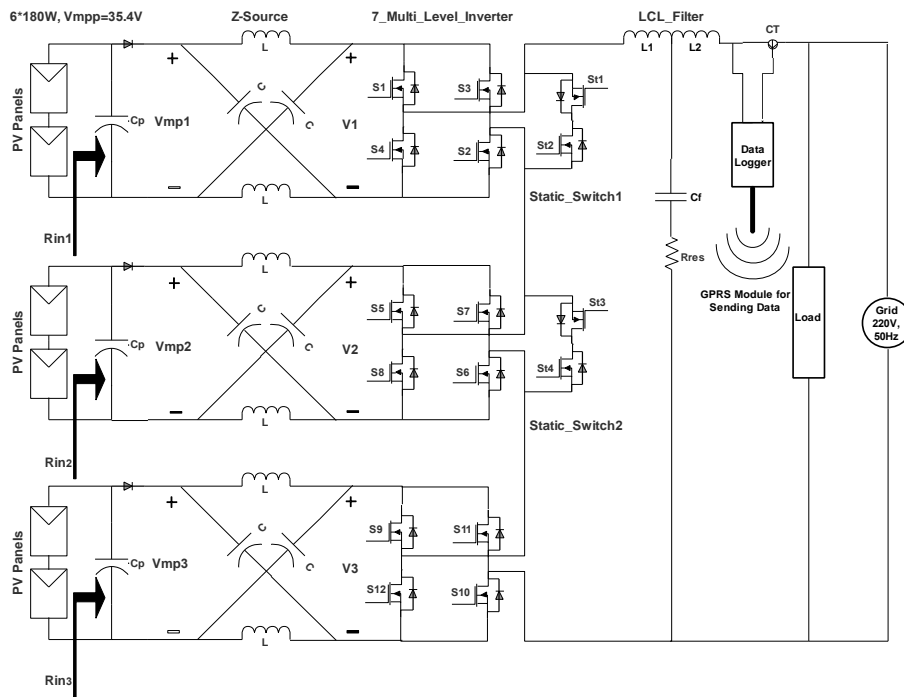 6*180W, Vmpp=35.4V
Z-Source
7_Multi_Level_Inverter
LCL_Filter
CT
L
L1
L2
PV Panels
Cp
+
Vmp1
C
C
+
V1
S1
S3
St1
S4
S2
St2
Data
Logger
L
Static_Switch1
Cf
Rin1
Rres
GPRS Module for
Sending Data
L
PV Panels
Cp
+
Vmp2
C
C
+
V2
S5
S7
St3
S8
S6
St4
Load
Grid
220V,
50Hz
L
Static_Switch2
Rin2
L
PV Panels
Cp
+
Vmp3
C
C
+
V3
S9
S11
S12
S10
L
Rin3